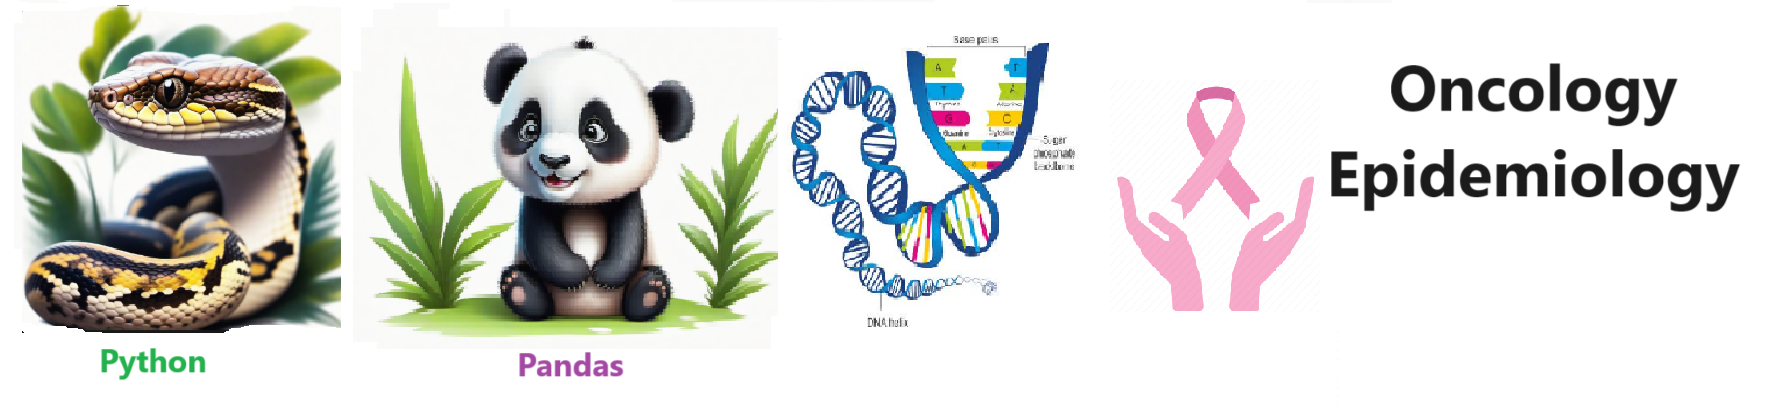 Python
Pandas
Base pairs
A
T
T
A
Thymine
Adenine
G
C
Guanine
Cytosine
A
T
Sugar
phosphate
backbone
DNA helix
Oncology
Epidemiology